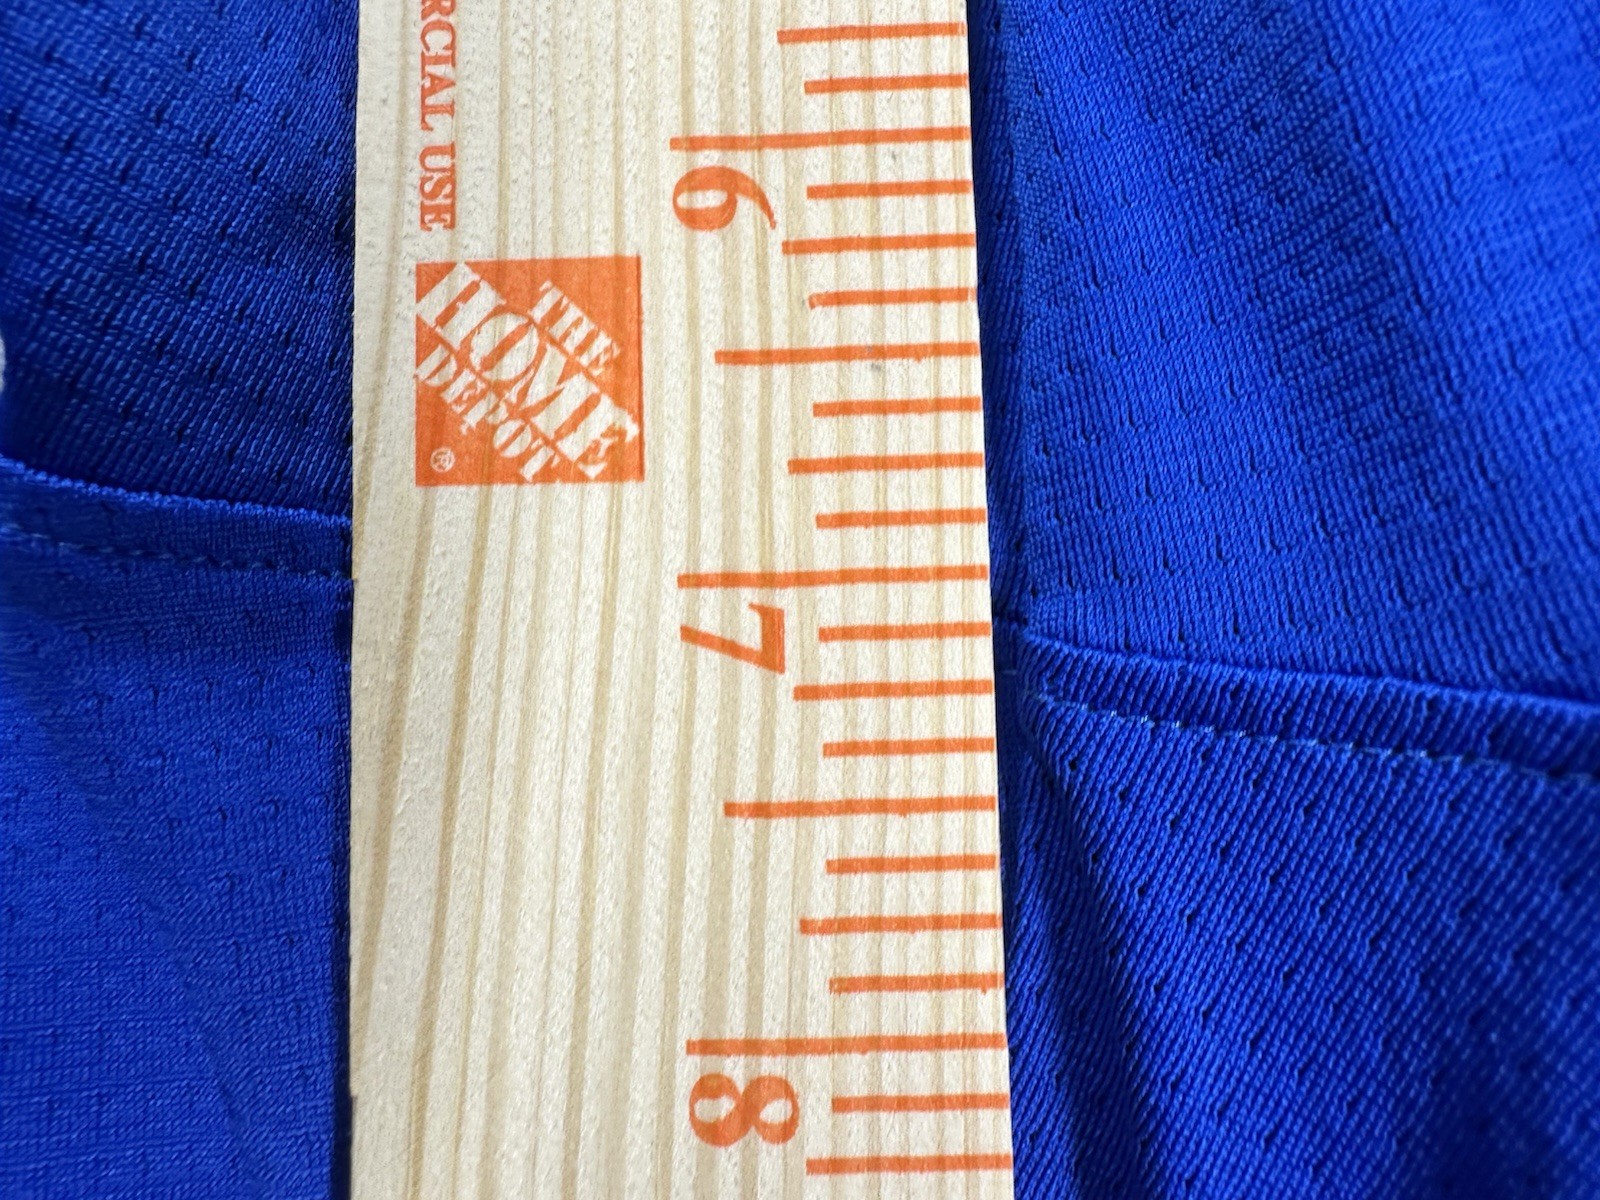 RCIAL USE
THE
HOME
DEPOT
®
6
7
8